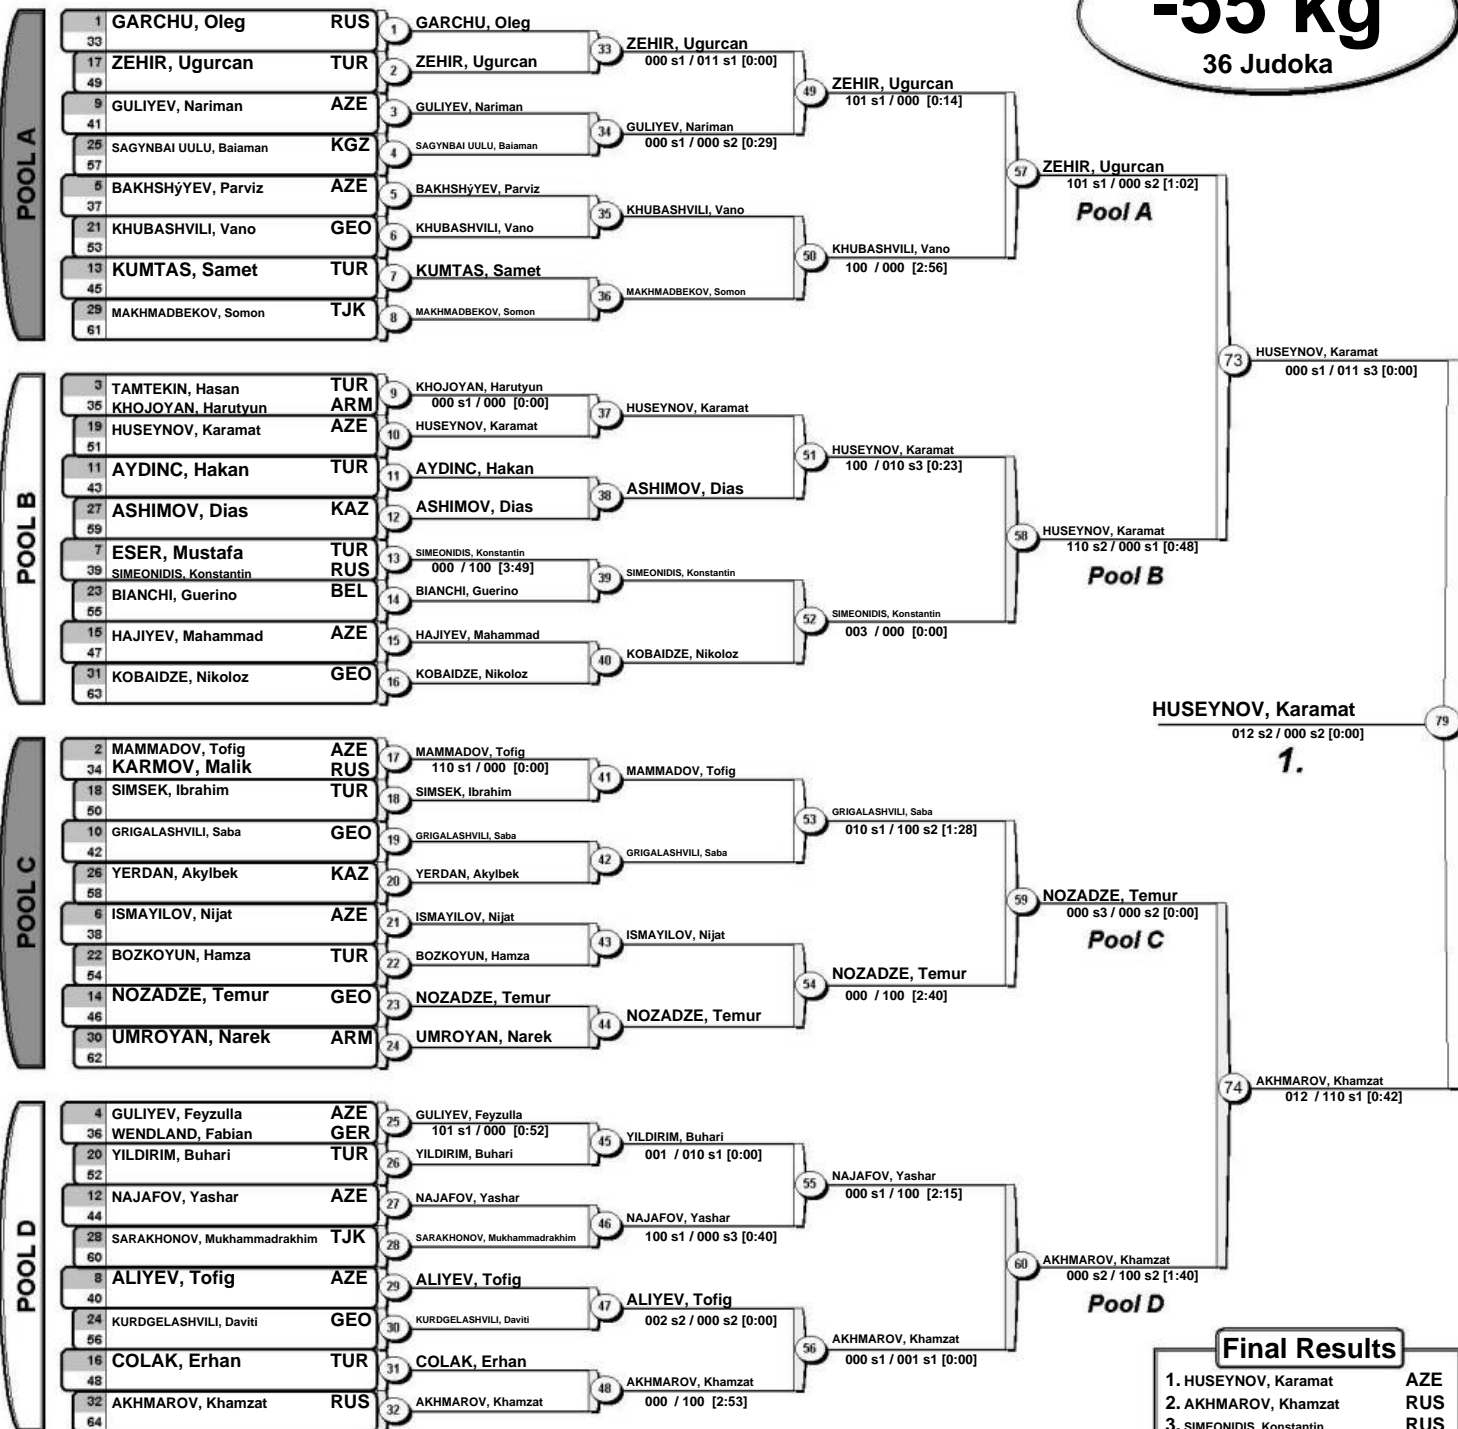 -55 kg
36 Judoka
POOL A
1 GARCHU, Oleg RUS
33
17 ZEHIR, Ugurcan TUR
49
9 GULIYEV, Nariman AZE
41
25 SAGYNBAI UULU, Baiaman KGZ
57
5 BAKHSHýYEV, Parviz AZE
37
21 KHUBASHVILI, Vano GEO
53
13 KUMTAS, Samet TUR
45
29 MAKHMADBEKOV, Somon TJK
61
1 GARCHU, Oleg
2 ZEHIR, Ugurcan
3 GULIYEV, Nariman
4 SAGYNBAI UULU, Baiaman
5 BAKHSHýYEV, Parviz
6 KHUBASHVILI, Vano
7 KUMTAS, Samet
8 MAKHMADBEKOV, Somon
33 ZEHIR, Ugurcan
000 s1 / 011 s1 [0:00]
34 GULIYEV, Nariman
000 s1 / 000 s2 [0:29]
35 KHUBASHVILI, Vano
36 MAKHMADBEKOV, Somon
49 ZEHIR, Ugurcan
101 s1 / 000 [0:14]
50 KHUBASHVILI, Vano
100 / 000 [2:56]
57 ZEHIR, Ugurcan
101 s1 / 000 s2 [1:02]
Pool A
POOL B
3 TAMTEKIN, Hasan TUR
35 KHOJOYAN, Harutyun ARM
19 HUSEYNOV, Karamat AZE
51
11 AYDINC, Hakan TUR
43
27 ASHIMOV, Dias KAZ
59
7 ESER, Mustafa TUR
39 SIMEONIDIS, Konstantin RUS
23 BIANCHI, Guerino BEL
55
15 HAJIYEV, Mahammad AZE
47
31 KOBAIDZE, Nikoloz GEO
63
9 KHOJOYAN, Harutyun
000 s1 / 000 [0:00]
10 HUSEYNOV, Karamat
11 AYDINC, Hakan
12 ASHIMOV, Dias
13 SIMEONIDIS, Konstantin
000 / 100 [3:49]
14 BIANCHI, Guerino
15 HAJIYEV, Mahammad
16 KOBAIDZE, Nikoloz
37 HUSEYNOV, Karamat
38 ASHIMOV, Dias
39 SIMEONIDIS, Konstantin
40 KOBAIDZE, Nikoloz
51 HUSEYNOV, Karamat
100 / 010 s3 [0:23]
52 SIMEONIDIS, Konstantin
003 / 000 [0:00]
58 HUSEYNOV, Karamat
110 s2 / 000 s1 [0:48]
Pool B
73 HUSEYNOV, Karamat
000 s1 / 011 s3 [0:00]
HUSEYNOV, Karamat 79
012 s2 / 000 s2 [0:00]
1.
POOL C
2 MAMMADOV, Tofig AZE
34 KARMOV, Malik RUS
18 SIMSEK, Ibrahim TUR
50
10 GRIGALASHVILI, Saba GEO
42
26 YERDAN, Akylbek KAZ
58
6 ISMAYILOV, Nijat AZE
38
22 BOZKOYUN, Hamza TUR
54
14 NOZADZE, Temur GEO
46
30 UMROYAN, Narek ARM
62
17 MAMMADOV, Tofig
110 s1 / 000 [0:00]
18 SIMSEK, Ibrahim
19 GRIGALASHVILI, Saba
20 YERDAN, Akylbek
21 ISMAYILOV, Nijat
22 BOZKOYUN, Hamza
23 NOZADZE, Temur
24 UMROYAN, Narek
41 MAMMADOV, Tofig
42 GRIGALASHVILI, Saba
43 ISMAYILOV, Nijat
44 NOZADZE, Temur
53 GRIGALASHVILI, Saba
010 s1 / 100 s2 [1:28]
54 NOZADZE, Temur
000 / 100 [2:40]
59 NOZADZE, Temur
000 s3 / 000 s2 [0:00]
Pool C
POOL D
4 GULIYEV, Feyzulla AZE
36 WENDLAND, Fabian GER
20 YILDIRIM, Buhari TUR
52
12 NAJAFOV, Yashar AZE
44
28 SARAKHONOV, Mukhammadrakhim TJK
60
8 ALIYEV, Tofig AZE
40
24 KURDGELASHVILI, Daviti GEO
56
16 COLAK, Erhan TUR
48
32 AKHMAROV, Khamzat RUS
64
25 GULIYEV, Feyzulla
101 s1 / 000 [0:52]
26 YILDIRIM, Buhari
27 NAJAFOV, Yashar
28 SARAKHONOV, Mukhammadrakhim
29 ALIYEV, Tofig
30 KURDGELASHVILI, Daviti
31 COLAK, Erhan
32 AKHMAROV, Khamzat
45 YILDIRIM, Buhari
001 / 010 s1 [0:00]
46 NAJAFOV, Yashar
100 s1 / 000 s3 [0:40]
47 ALIYEV, Tofig
002 s2 / 000 s2 [0:00]
48 AKHMAROV, Khamzat
000 / 100 [2:53]
55 NAJAFOV, Yashar
000 s1 / 100 [2:15]
56 AKHMAROV, Khamzat
000 s1 / 001 s1 [0:00]
60 AKHMAROV, Khamzat
000 s2 / 100 s2 [1:40]
Pool D
74 AKHMAROV, Khamzat
012 / 110 s1 [0:42]
Final Results
1. HUSEYNOV, Karamat AZE
2. AKHMAROV, Khamzat RUS
3. SIMEONIDIS, Konstantin RUS